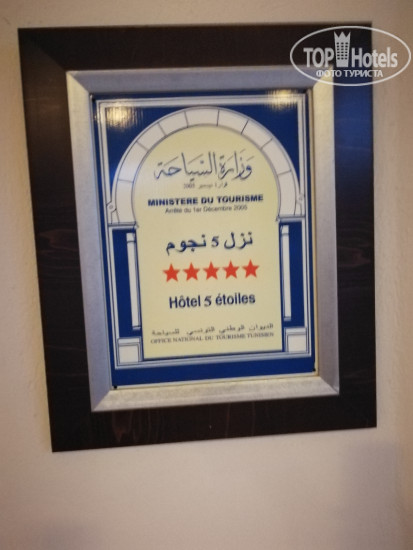 TOP Hotels
ФОТО ТУРИСТА
وزارة السياحة
MINISTERE DU TOURISME
Arrêté du 1er Décembre 2005
نزل 5 نجوم
Hôtel 5 étoiles
الديوان الوطني التونسي للسياحة
OFFICE NATIONAL DU TOURISME TUNISIEN